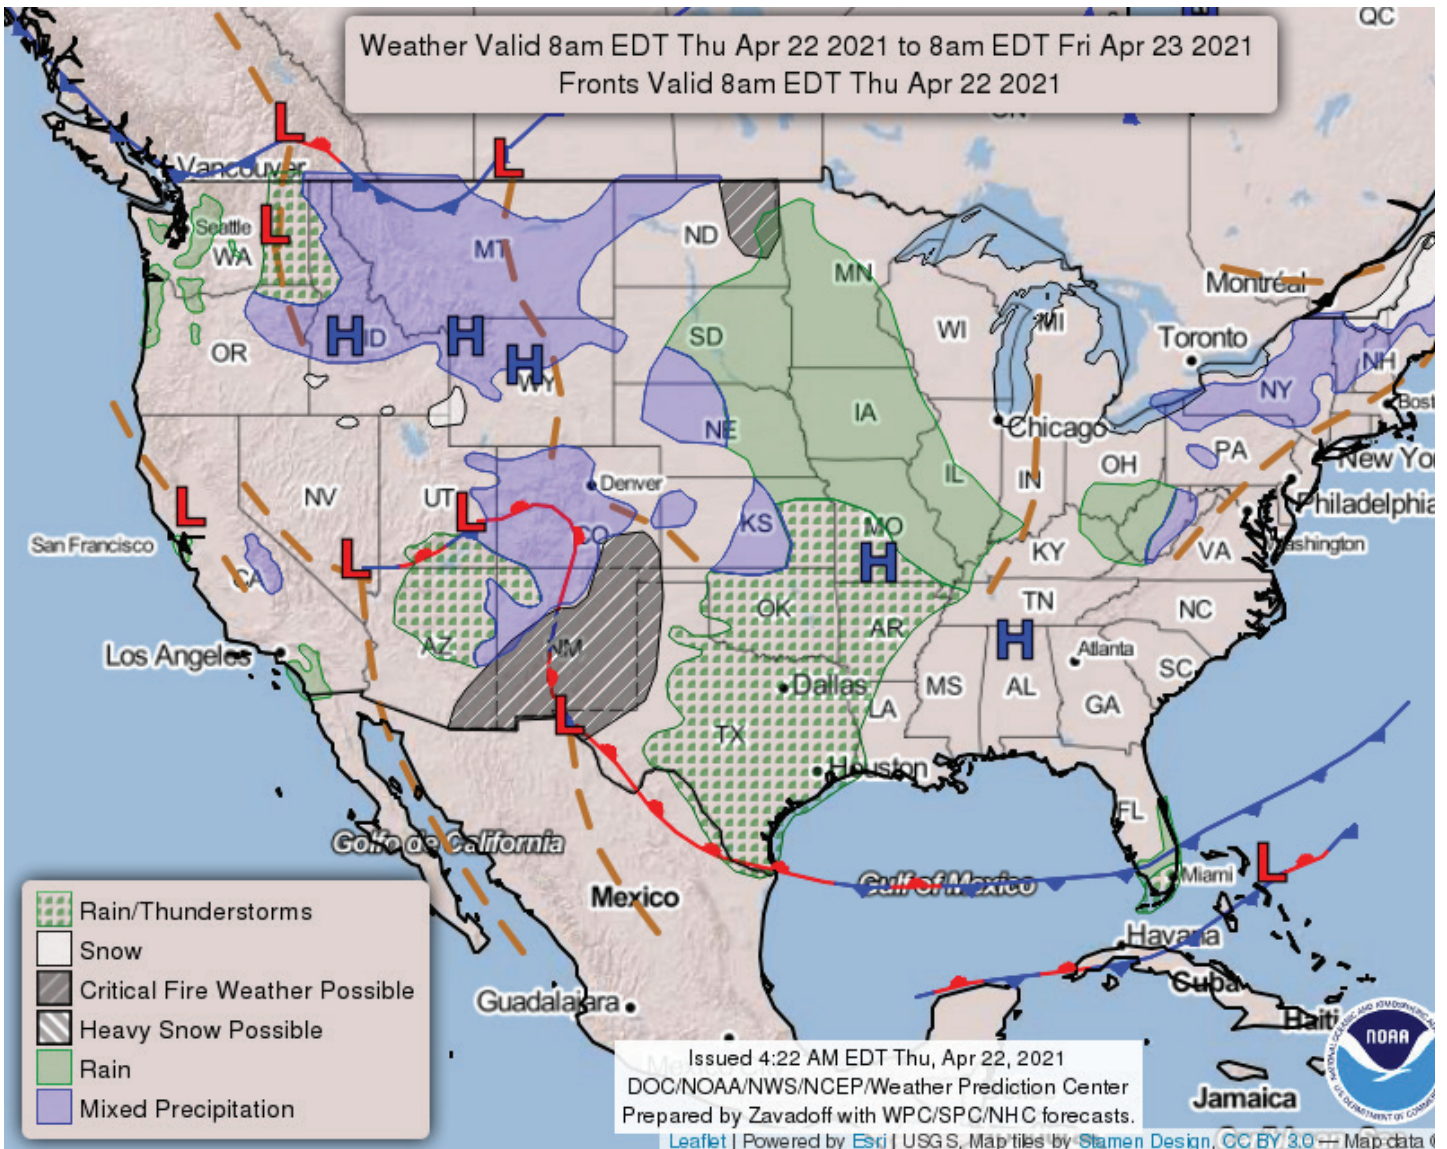 QC
Weather Valid 8am EDT Thu Apr 22 2021 to 8am EDT Fri Apr 23 2021
Fronts Valid 8am EDT Thu Apr 22 2021
L
L
Vancouver
L
Seattle
WA
MT
ND
MN
Montréal
H
ID
H
H
WY
OR
SD
WI
MI
Toronto
NH
NY
NE
IA
Chicago
Bost
PA
New Yo
L
NV
UT
L
Denver
CO
KS
MO
IL
IN
OH
Philadelphia
San Francisco
L
CA
H
KY
VA
ashington
OK
AR
TN
NC
Los Angeles
AZ
NM
H
Atlanta
Dallas
MS
AL
SC
L
LA
GA
TX
Houston
FL
Golfo de California
Gulf of Mexico
Miami
L
Mexico
Havana
Cuba
Guadalajara
Haiti
Jamaica
Rain/Thunderstorms
Snow
Critical Fire Weather Possible
Heavy Snow Possible
Rain
Mixed Precipitation
NOAA
Mexico City
Issued 4:22 AM EDT Thu, Apr 22, 2021
DOC/NOAA/NWS/NCEP/Weather Prediction Center
Prepared by Zavadoff with WPC/SPC/NHC forecasts.
Leaflet | Powered by Esri | USGS, Map tiles by Stamen Design, CC BY 3.0 — Map data ©